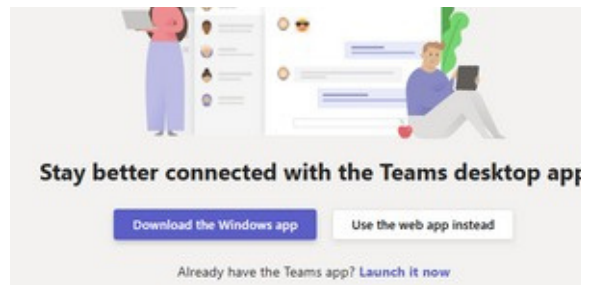 Stay better connected with the Teams desktop app
Download the Windows app
Use the web app instead
Already have the Teams app? Launch it now